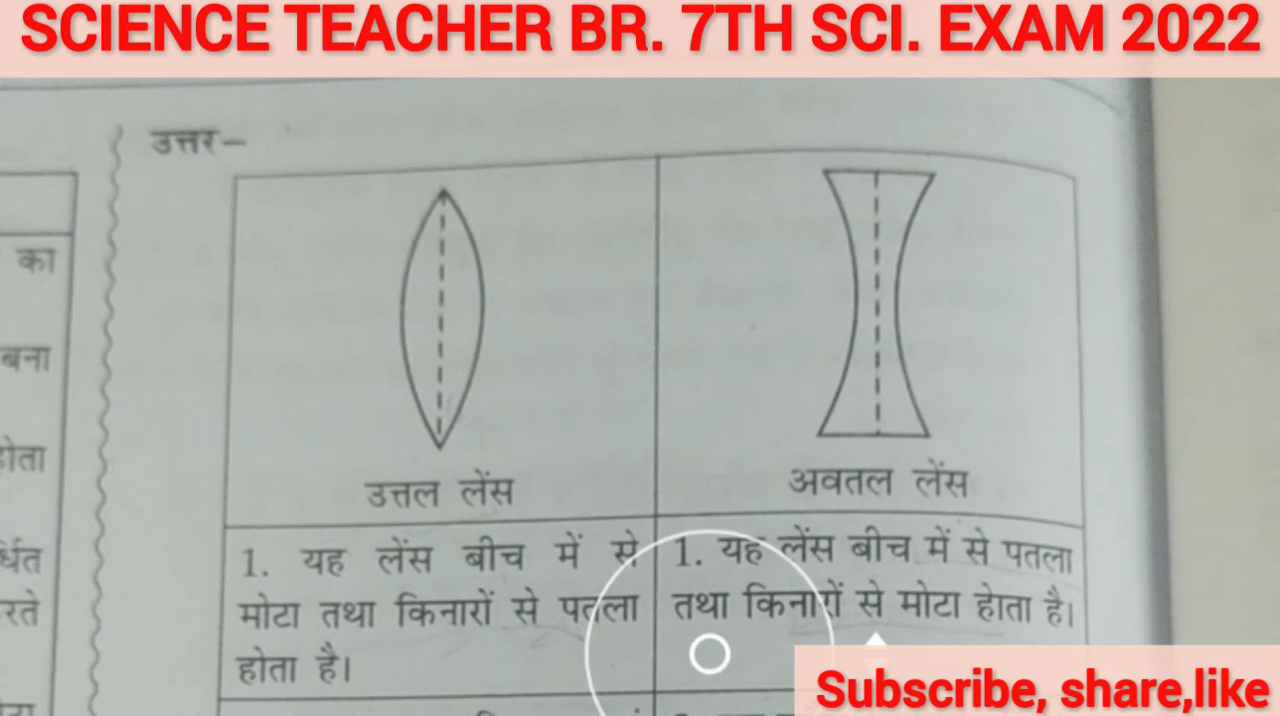 SCIENCE TEACHER BR. 7TH SCI. EXAM 2022
उत्तर–
का
बना
होता
र्धित
रते
उत्तल लेंस
अवतल लेंस
1. यह लेंस बीच में से
मोटा तथा किनारों से पतला
होता है।
1. यह लेंस बीच में से पतला
तथा किनारों से मोटा हेाता है।
Subscribe, share,like